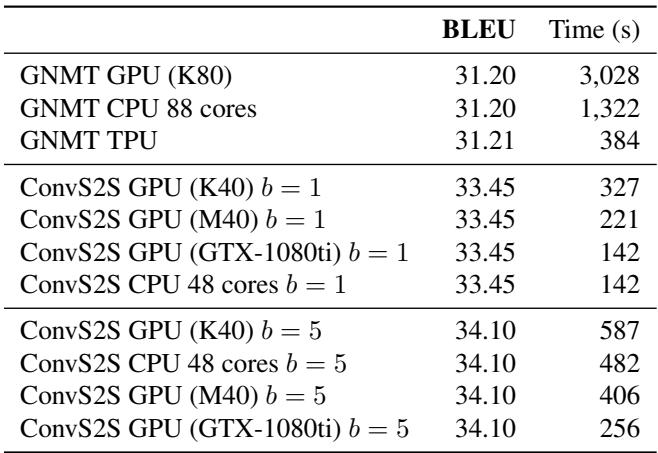 BLEU Time (s)
GNMT GPU (K80) 31.20 3,028
GNMT CPU 88 cores 31.20 1,322
GNMT TPU 31.21 384
ConvS2S GPU (K40) b = 1 33.45 327
ConvS2S GPU (M40) b = 1 33.45 221
ConvS2S GPU (GTX-1080ti) b = 1 33.45 142
ConvS2S CPU 48 cores b = 1 33.45 142
ConvS2S GPU (K40) b = 5 34.10 587
ConvS2S CPU 48 cores b = 5 34.10 482
ConvS2S GPU (M40) b = 5 34.10 406
ConvS2S GPU (GTX-1080ti) b = 5 34.10 256